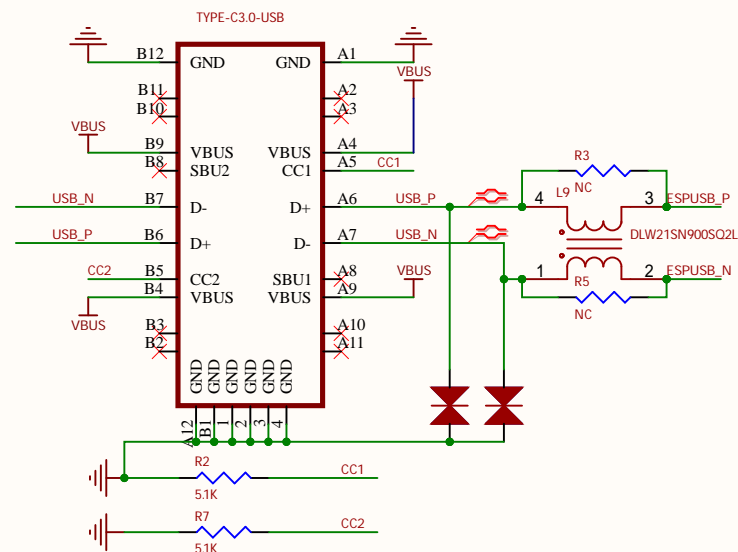 TYPE-C3.0-USB
B12 GND GND A1
VBUS
B11 A2
B10 A3
VBUS
B9 VBUS VBUS A4
B8 SBU2 CC1 A5 CC1
R3
NC
USB_N B7 D- D+ A6 USB_P
L9
4 3 ESPUSB_P
DLW21SN900SQ2L
USB_P B6 D+ D- A7 USB_N
CC2 B5 CC2 SBU1 A8 VBUS
1 2 ESPUSB_N
R5
NC
B4 VBUS VBUS A9
VBUS
B3 A10
B2 A11
GND GND GND GND GND GND
A12 B1 1 2 3 4
R2 CC1
5.1K
R7 CC2
5.1K